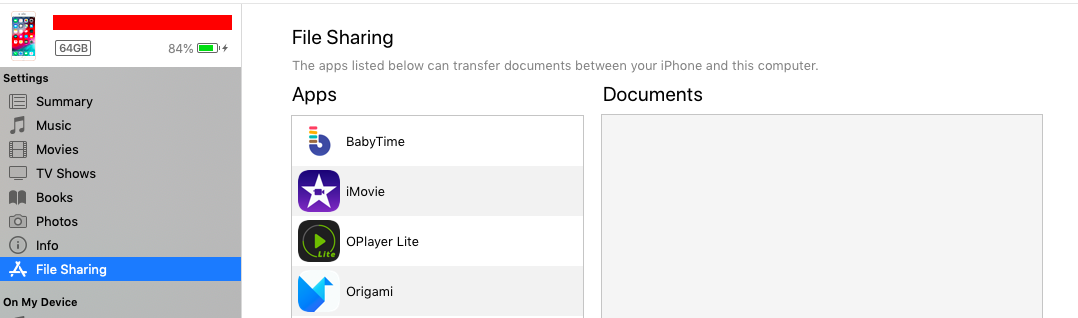 64GB
84%
Settings
Summary
Music
Movies
TV Shows
Books
Photos
Info
File Sharing
On My Device
File Sharing
The apps listed below can transfer documents between your iPhone and this computer.
Apps
BabyTime
iMovie
Lite
OPlayer Lite
Origami
Documents